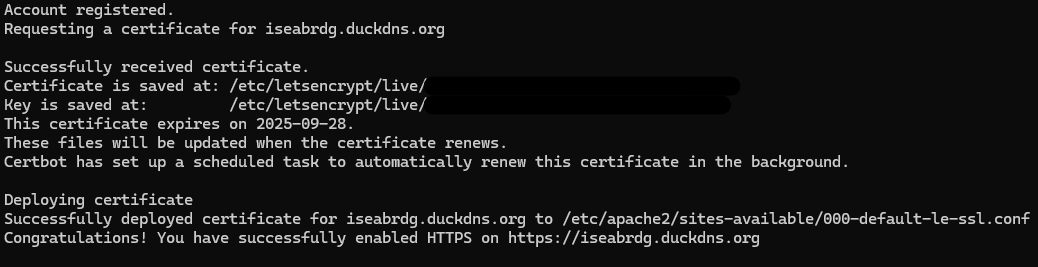 Account registered.
Requesting a certificate for iseabrdg.duckdns.org
Successfully received certificate.
Certificate is saved at: /etc/letsencrypt/live/
Key is saved at:         /etc/letsencrypt/live/
This certificate expires on 2025-09-28.
These files will be updated when the certificate renews.
Certbot has set up a scheduled task to automatically renew this certificate in the background.
Deploying certificate
Successfully deployed certificate for iseabrdg.duckdns.org to /etc/apache2/sites-available/000-default-le-ssl.conf
Congratulations! You have successfully enabled HTTPS on https://iseabrdg.duckdns.org